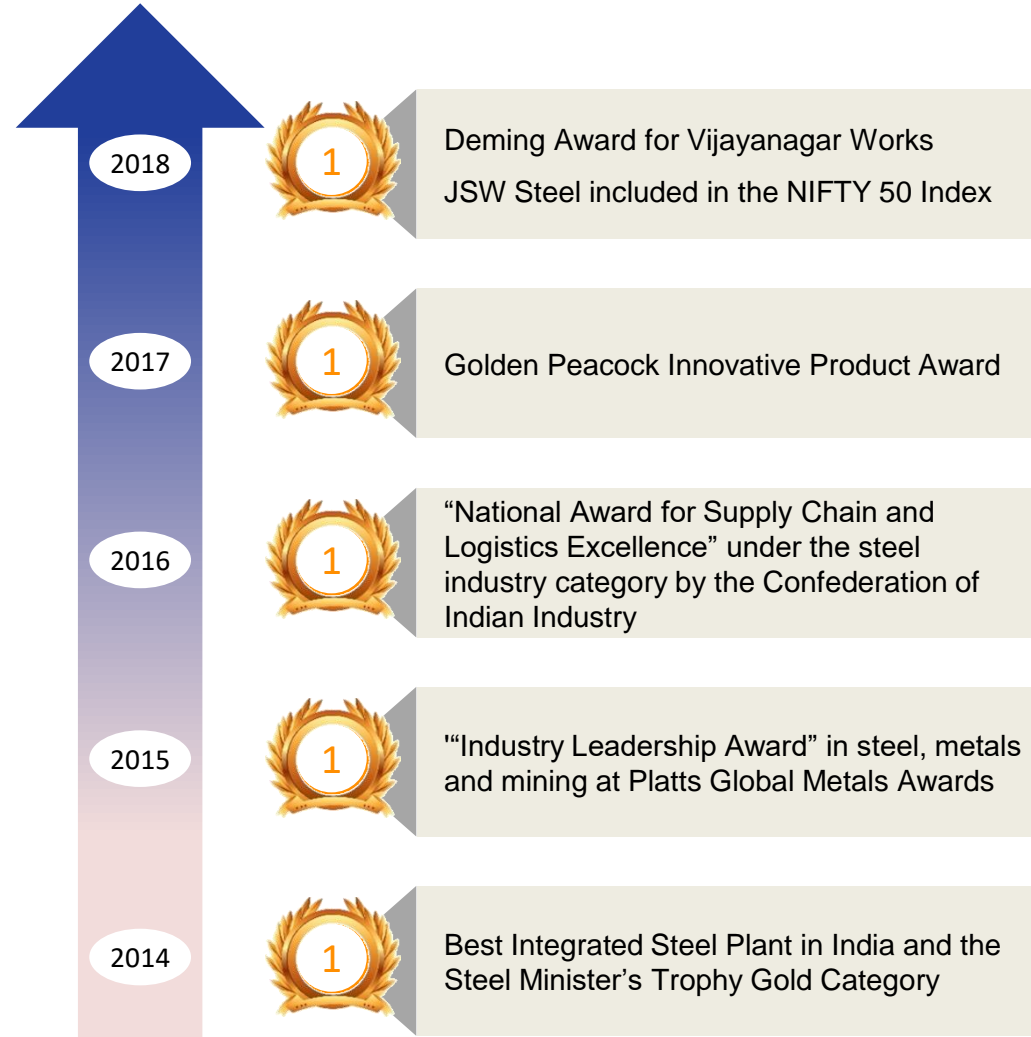 2018
1
Deming Award for Vijayanagar Works
JSW Steel included in the NIFTY 50 Index
2017
1
Golden Peacock Innovative Product Award
2016
1
“National Award for Supply Chain and
Logistics Excellence” under the steel
industry category by the Confederation of
Indian Industry
2015
1
'“Industry Leadership Award” in steel, metals
and mining at Platts Global Metals Awards
2014
1
Best Integrated Steel Plant in India and the
Steel Minister’s Trophy Gold Category